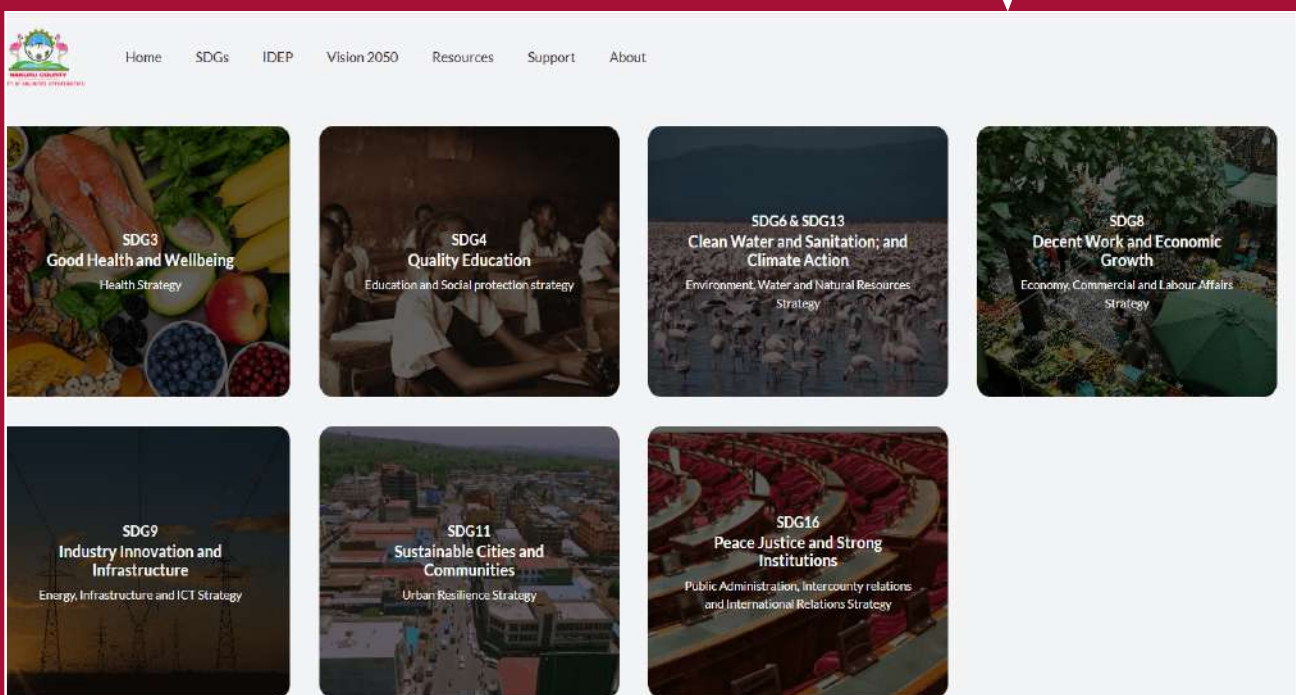 NAKURU COUNTY
Home SDGs IDEP Vision 2050 Resources Support About
SDG3
Good Health and Wellbeing
Health Strategy
SDG4
Quality Education
Education and Social protection strategy
SDG6 & SDG13
Clean Water and Sanitation; and
Climate Action
Environment, Water and Natural Resources
Strategy
SDG8
Decent Work and Economic
Growth
Economy, Commercial and Labour Affairs
Strategy
SDG9
Industry Innovation and
Infrastructure
Energy, Infrastructure and ICT Strategy
SDG11
Sustainable Cities and
Communities
Urban Resilience Strategy
SDG16
Peace Justice and Strong
Institutions
Public Administration, Intercounty relations
and International Relations Strategy